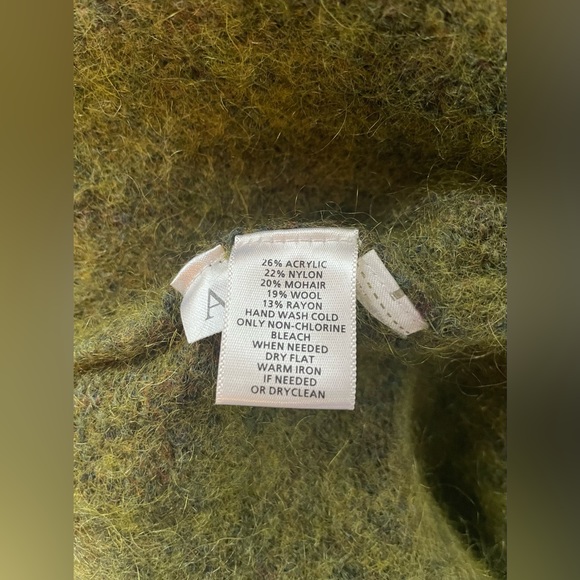 26% ACRYLIC
22% NYLON
20% MOHAIR
19% WOOL
13% RAYON
HAND WASH COLD
ONLY NON-CHLORINE
BLEACH
WHEN NEEDED
DRY FLAT
WARM IRON
IF NEEDED
OR DRYCLEAN
A